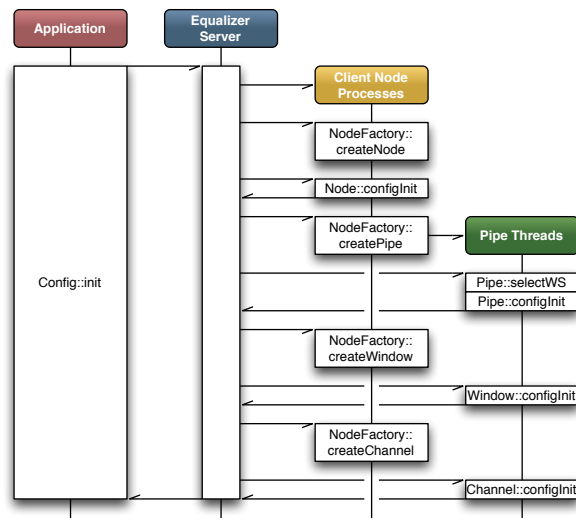 Application
Equalizer
Server
Client Node
Processes
NodeFactory::
createNode
Node::configInit
NodeFactory::
createPipe
Pipe Threads
Config::init
Pipe::selectWS
Pipe::configInit
NodeFactory::
createWindow
Window::configInit
NodeFactory::
createChannel
Channel::configInit